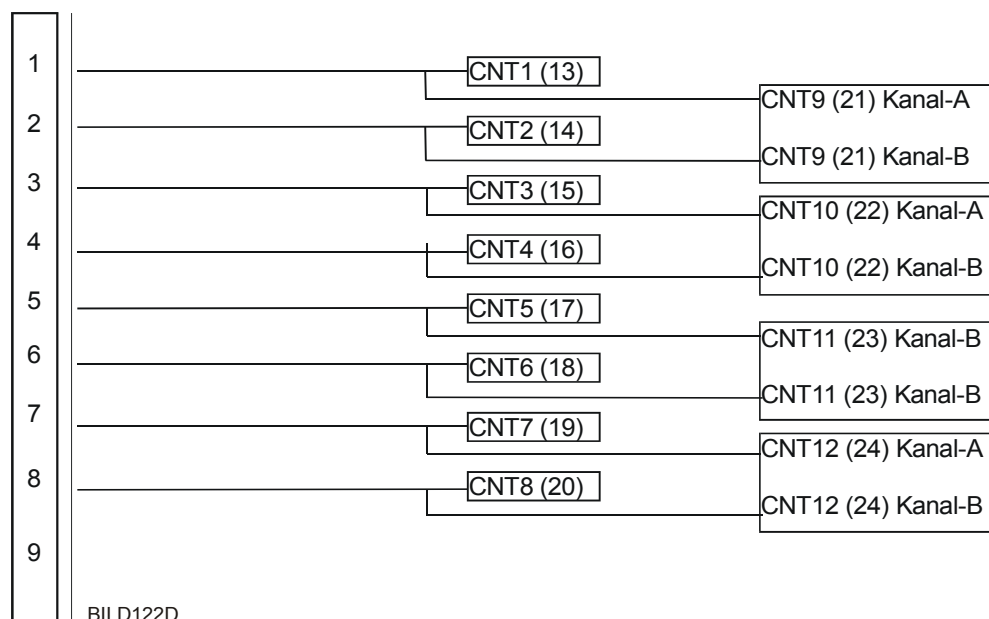 1
CNT1 (13)
CNT9 (21) Kanal-A
2
CNT2 (14)
CNT9 (21) Kanal-B
3
CNT3 (15)
CNT10 (22) Kanal-A
4
CNT4 (16)
CNT10 (22) Kanal-B
5
CNT5 (17)
CNT11 (23) Kanal-B
6
CNT6 (18)
CNT11 (23) Kanal-B
7
CNT7 (19)
CNT12 (24) Kanal-A
8
CNT8 (20)
CNT12 (24) Kanal-B
9
BILD122D